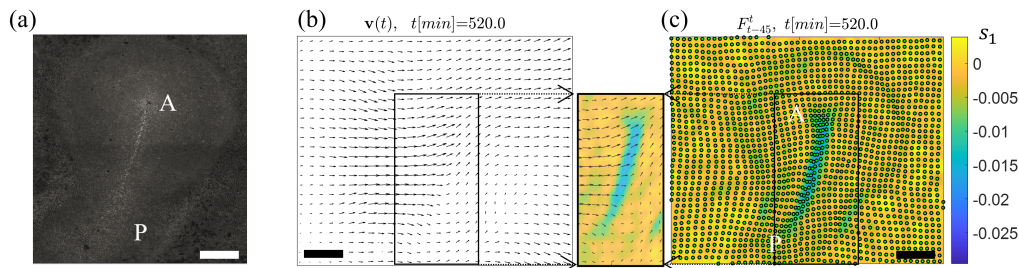 (a)
A
P
(b)
v(t), t[min]=520.0
(c)
F^t_{t-45}, t[min]=520.0
A
P
s_1
0
-0.005
-0.01
-0.015
-0.02
-0.025